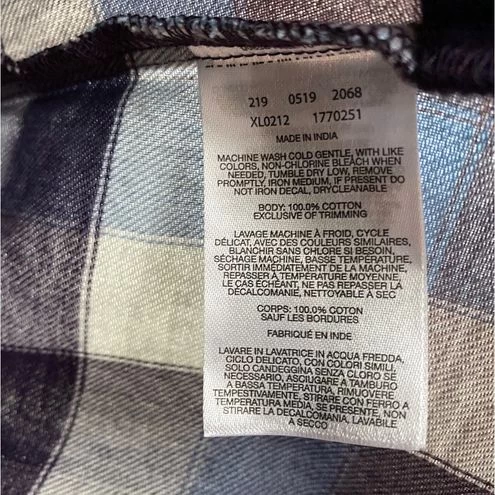 219 0519 2068
XL0212 1770251
MADE IN INDIA
MACHINE WASH COLD GENTLE, WITH LIKE
COLORS, NON-CHLORINE BLEACH WHEN
NEEDED, TUMBLE DRY LOW, REMOVE
PROMPTLY, IRON MEDIUM, IF PRESENT DO
NOT IRON DECAL, DRYCLEANABLE
BODY: 100.0% COTTON
EXCLUSIVE OF TRIMMING
LAVAGE MACHINE À FROID, CYCLE
DÉLICAT, AVEC DES COULEURS SIMILAIRES,
BLANCHIR SANS CHLORE SI BESOIN,
SÉCHAGE MACHINE, BASSE TEMPÉRATURE,
SORTIR IMMÉDIATEMENT DE LA MACHINE,
REPASSER À TEMPÉRATURE MOYENNE,
LE CAS ÉCHÉANT, NE PAS REPASSER LA
DÉCALCOMANIE, NETTOYABLE À SEC
CORPS: 100.0% COTON
SAUF LES BORDURES
FABRIQUÉ EN INDE
LAVARE IN LAVATRICE IN ACQUA FREDDA,
CICLO DELICATO, CON COLORI SIMILI,
SOLO CANDEGGINA SENZA CLORO SE
NECESSARIO, ASCIUGARE A TAMBURO
A BASSA TEMPERATURA, RIMUOVERE
TEMPESTIVAMENTE, STIRARE CON FERRO A
TEMPERATURA MEDIA, SE PRESENTE, NON
STIRARE LA DECALCOMANIA, LAVABILE
A SECCO